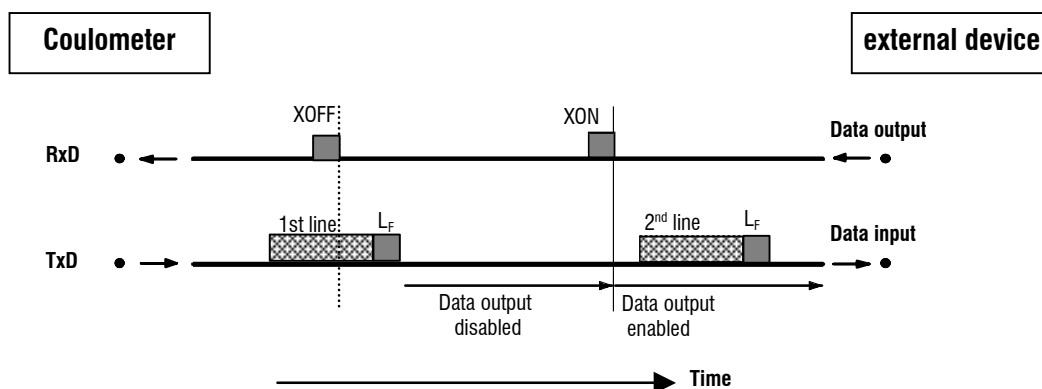 Coulometer
external device
XOFF
XON
Data output
RxD
1st line
LF
2nd line
LF
Data input
TxD
Data output
disabled
Data output
enabled
Time